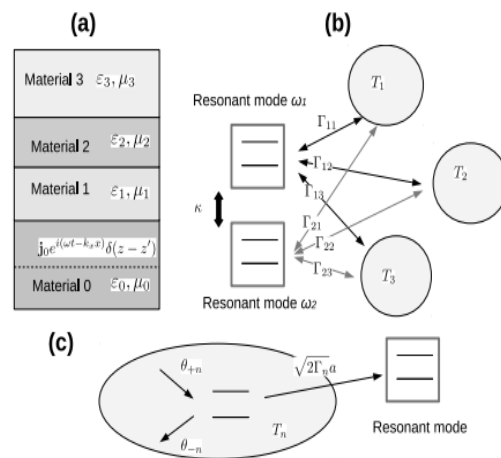 (a)
Material 3 ε₃, μ₃
Material 2 ε₂, μ₂
Material 1 ε₁, μ₁
j₀e^{i(ωt−kₓx)}δ(z − z′)
Material 0 ε₀, μ₀
(b)
Resonant mode ω₁
T₁
Γ₁₁
Γ₁₂
Γ₁₃
T₂
κ
Γ₂₁
Γ₂₂
Γ₂₃
T₃
Resonant mode ω₂
(c)
θ₊ₙ
√2Γₙa
θ₋ₙ
Tₙ
Resonant mode